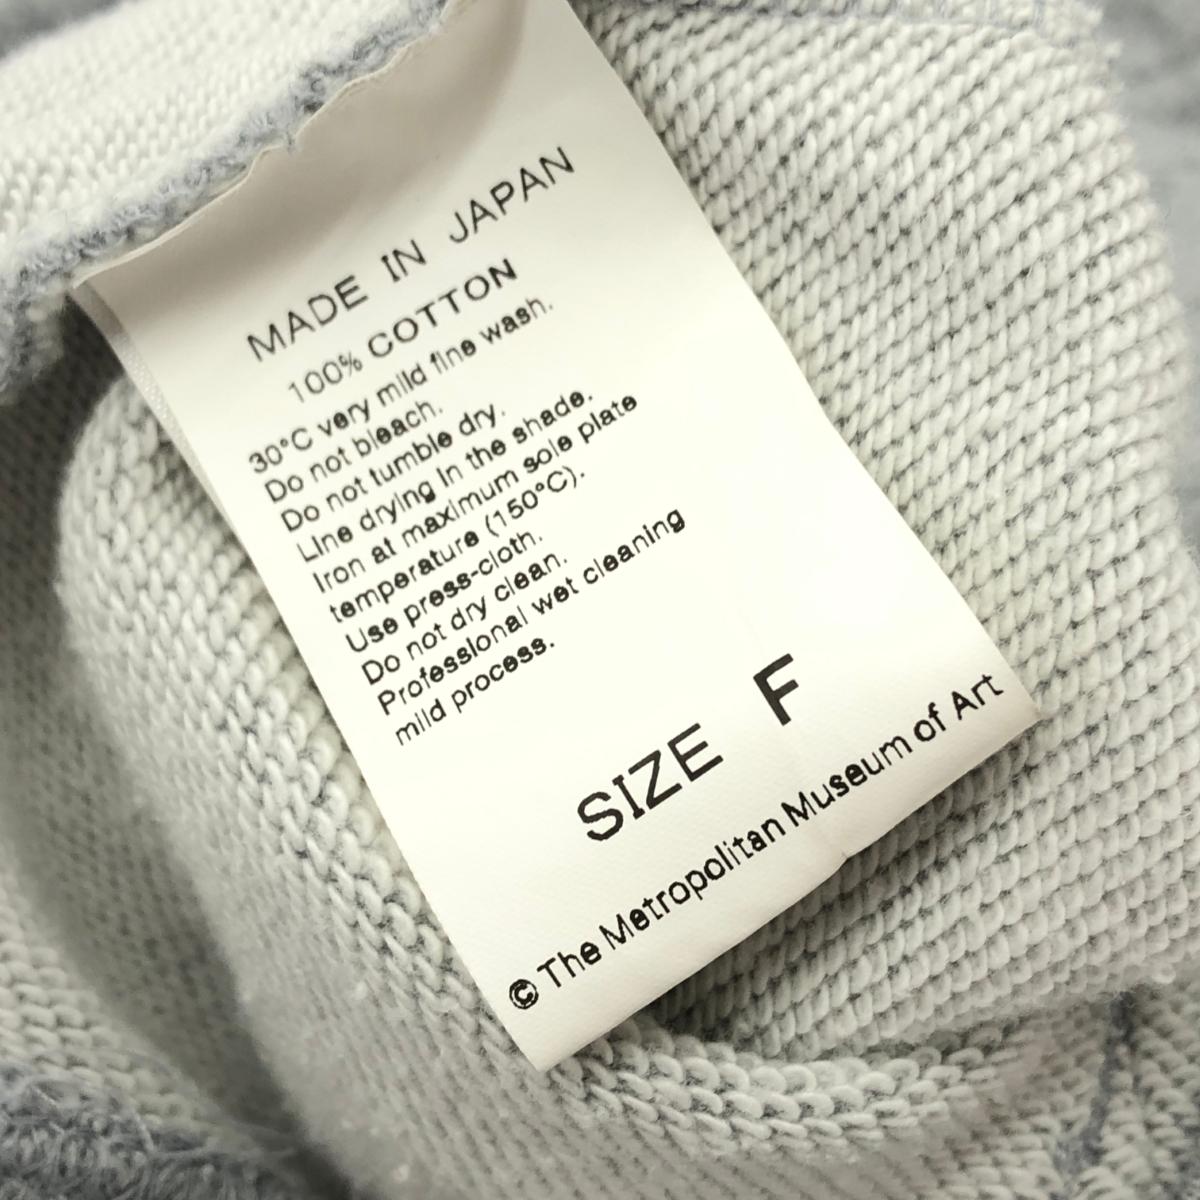 MADE IN JAPAN
100% COTTON
30°C very mild fine wash.
Do not bleach.
Do not tumble dry.
Line drying in the shade.
Iron at maximum sole plate
temperature (150°C).
Use press-cloth.
Do not dry clean.
Professional wet cleaning
mild process.
SIZE F
© The Metropolitan Museum of Art